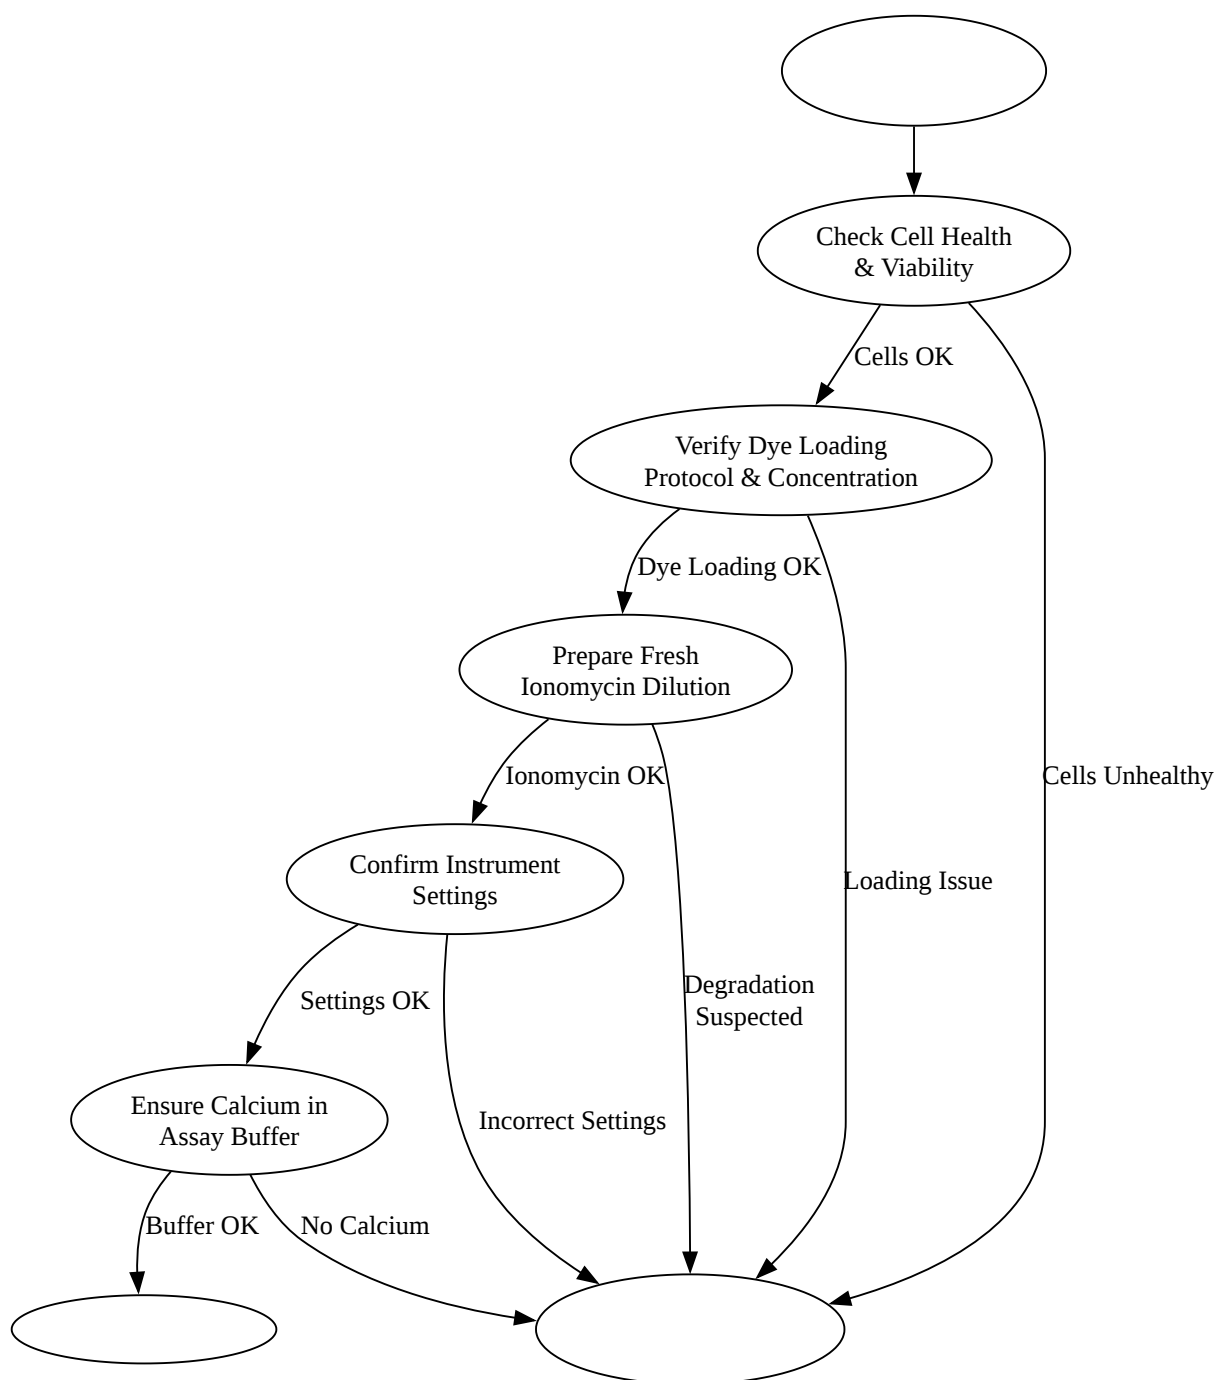 Check Cell Health
& Viability
Cells OK
Verify Dye Loading
Protocol & Concentration
Dye Loading OK
Prepare Fresh
Ionomycin Dilution
Ionomycin OK
Cells Unhealthy
Confirm Instrument
Settings
Loading Issue
Degradation
Suspected
Settings OK
Ensure Calcium in
Assay Buffer
Incorrect Settings
Buffer OK
No Calcium